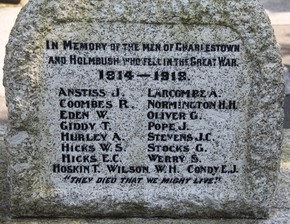 IN MEMORY OF THE MEN OF CHARLESTOWN
AND HOLMBUSH WHO FELL IN THE GREAT WAR.
1914 — 1918.
ANSTISS J. LARCOMBE A.
COOMBES R. NORMINGTON H.H.
EDEN W. OLIVER G.
GIDDY T. POPE J.
HURLEY A. STEVENS J.C.
HICKS W.S. STOCKS G.
HICKS E.C. WERRY S.
HOSKIN T. WILSON W.H. CONDY E.J.
"THEY DIED THAT WE MIGHT LIVE"